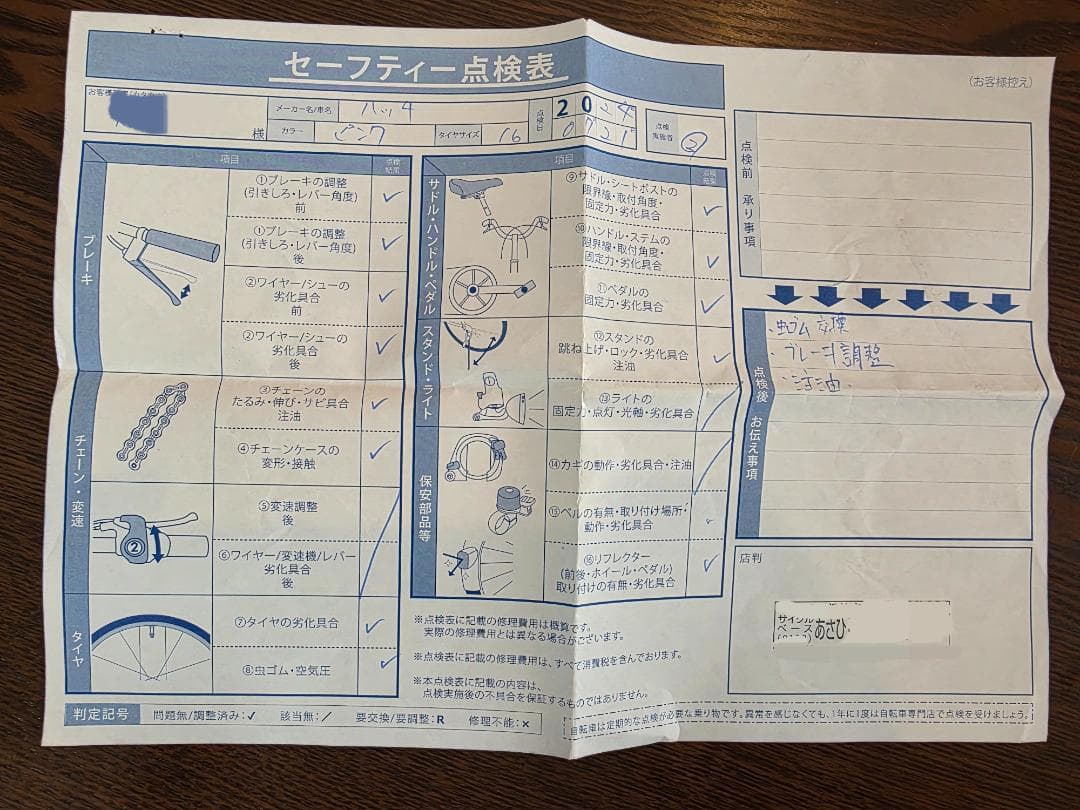 セーフティー点検表
(お客様控え)
メーカー名/車名 ハッチ
様 カラー ピンク タイヤサイズ 16
点検日 2024 0721
点検実施者
項目 点検結果
ブレーキ
①ブレーキの調整
(引きしろ・レバー角度)
前 ✓
①ブレーキの調整
(引きしろ・レバー角度)
後 ✓
②ワイヤー/シューの
劣化具合
前 ✓
②ワイヤー/シューの
劣化具合
後 ✓
チェーン・変速
③チェーンの
たるみ・伸び・サビ具合
注油 ✓
④チェーンケースの
変形・接触 ✓
②
⑤変速調整
後
⑥ワイヤー/変速機/レバー
劣化具合
後
タイヤ
⑦タイヤの劣化具合 ✓
⑧虫ゴム・空気圧 ✓
項目 点検結果
サドル・ハンドル・ペダル
⑨サドル・シートポストの
限界線・取付角度・
固定力・劣化具合 ✓
⑩ハンドル・ステムの
限界線・取付角度・
固定力・劣化具合 ✓
⑪ペダルの
固定力・劣化具合 ✓
スタンド・ライト
⑫スタンドの
跳ね上げ・ロック・劣化具合
注油 ✓
⑬ライトの
固定力・点灯・光軸・劣化具合 /
保安部品等
⑭カギの動作・劣化具合・注油 /
⑮ベルの有無・取り付け場所・
動作・劣化具合 ✓
⑯リフレクター
(前後・ホイール・ペダル)
取り付けの有無・劣化具合 ✓
※点検表に記載の修理費用は概算です。
実際の修理費用とは異なる場合がございます。
※点検表に記載の修理費用は、すべて消費税を含んでおります。
※本点検表に記載の内容は、
点検実施後の不具合を保証するものではありません。
判定記号 問題無/調整済み:✓ 該当無:/ 要交換/要調整:R 修理不能:×
自転車は定期的な点検が必要な乗り物です。異常を感じなくても、1年に1度は自転車専門店で点検を受けましょう。
点検前 承り事項
点検後 お伝え事項
・虫ゴム交換
・ブレーキ調整
・注油
店判
サイクル
ベース あさひ